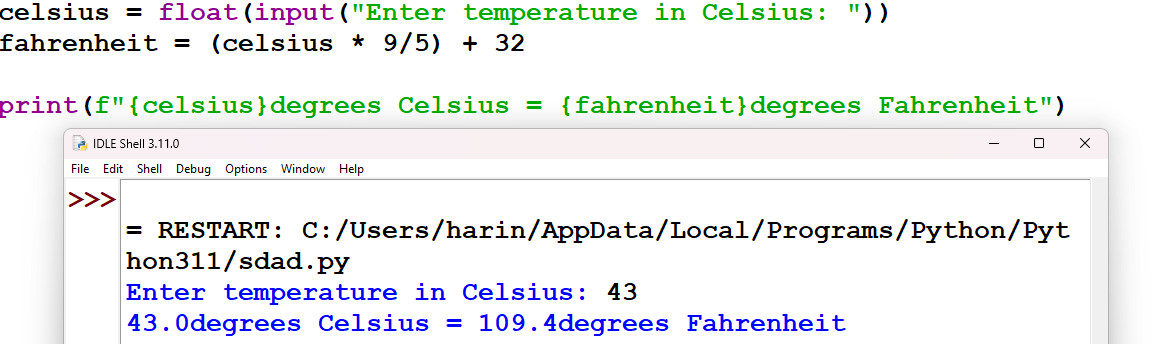 celsius = float(input("Enter temperature in Celsius: "))
fahrenheit = (celsius * 9/5) + 32
print(f"{celsius}degrees Celsius = {fahrenheit}degrees Fahrenheit")
IDLE Shell 3.11.0
File Edit Shell Debug Options Window Help
>>>
= RESTART: C:/Users/harin/AppData/Local/Programs/Python/Pyt
hon311/sdad.py
Enter temperature in Celsius: 43
43.0degrees Celsius = 109.4degrees Fahrenheit